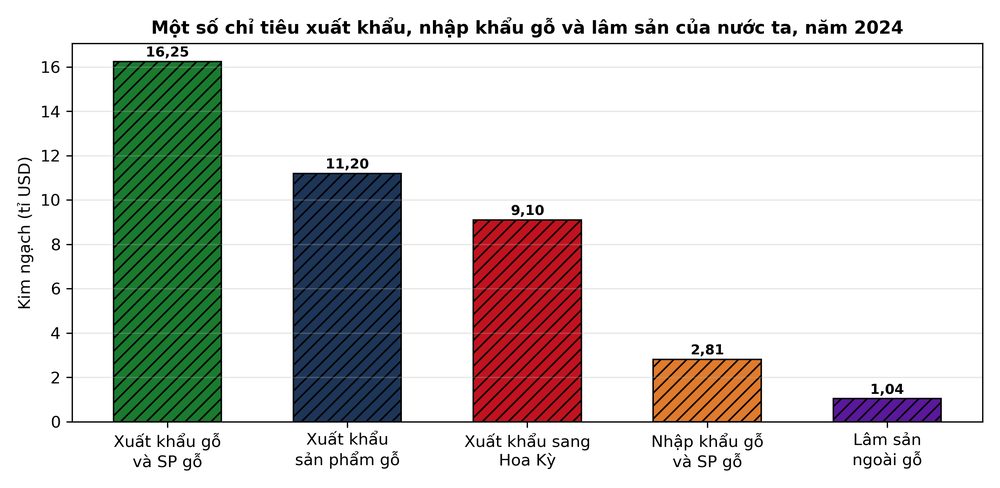 Một số chỉ tiêu xuất khẩu, nhập khẩu gỗ và lâm sản của nước ta, năm 2024
Kim ngạch (tỉ USD)
16
14
12
10
8
6
4
2
0
16,25
11,20
9,10
2,81
1,04
Xuất khẩu gỗ
và SP gỗ
Xuất khẩu
sản phẩm gỗ
Xuất khẩu sang
Hoa Kỳ
Nhập khẩu gỗ
và SP gỗ
Lâm sản
ngoài gỗ